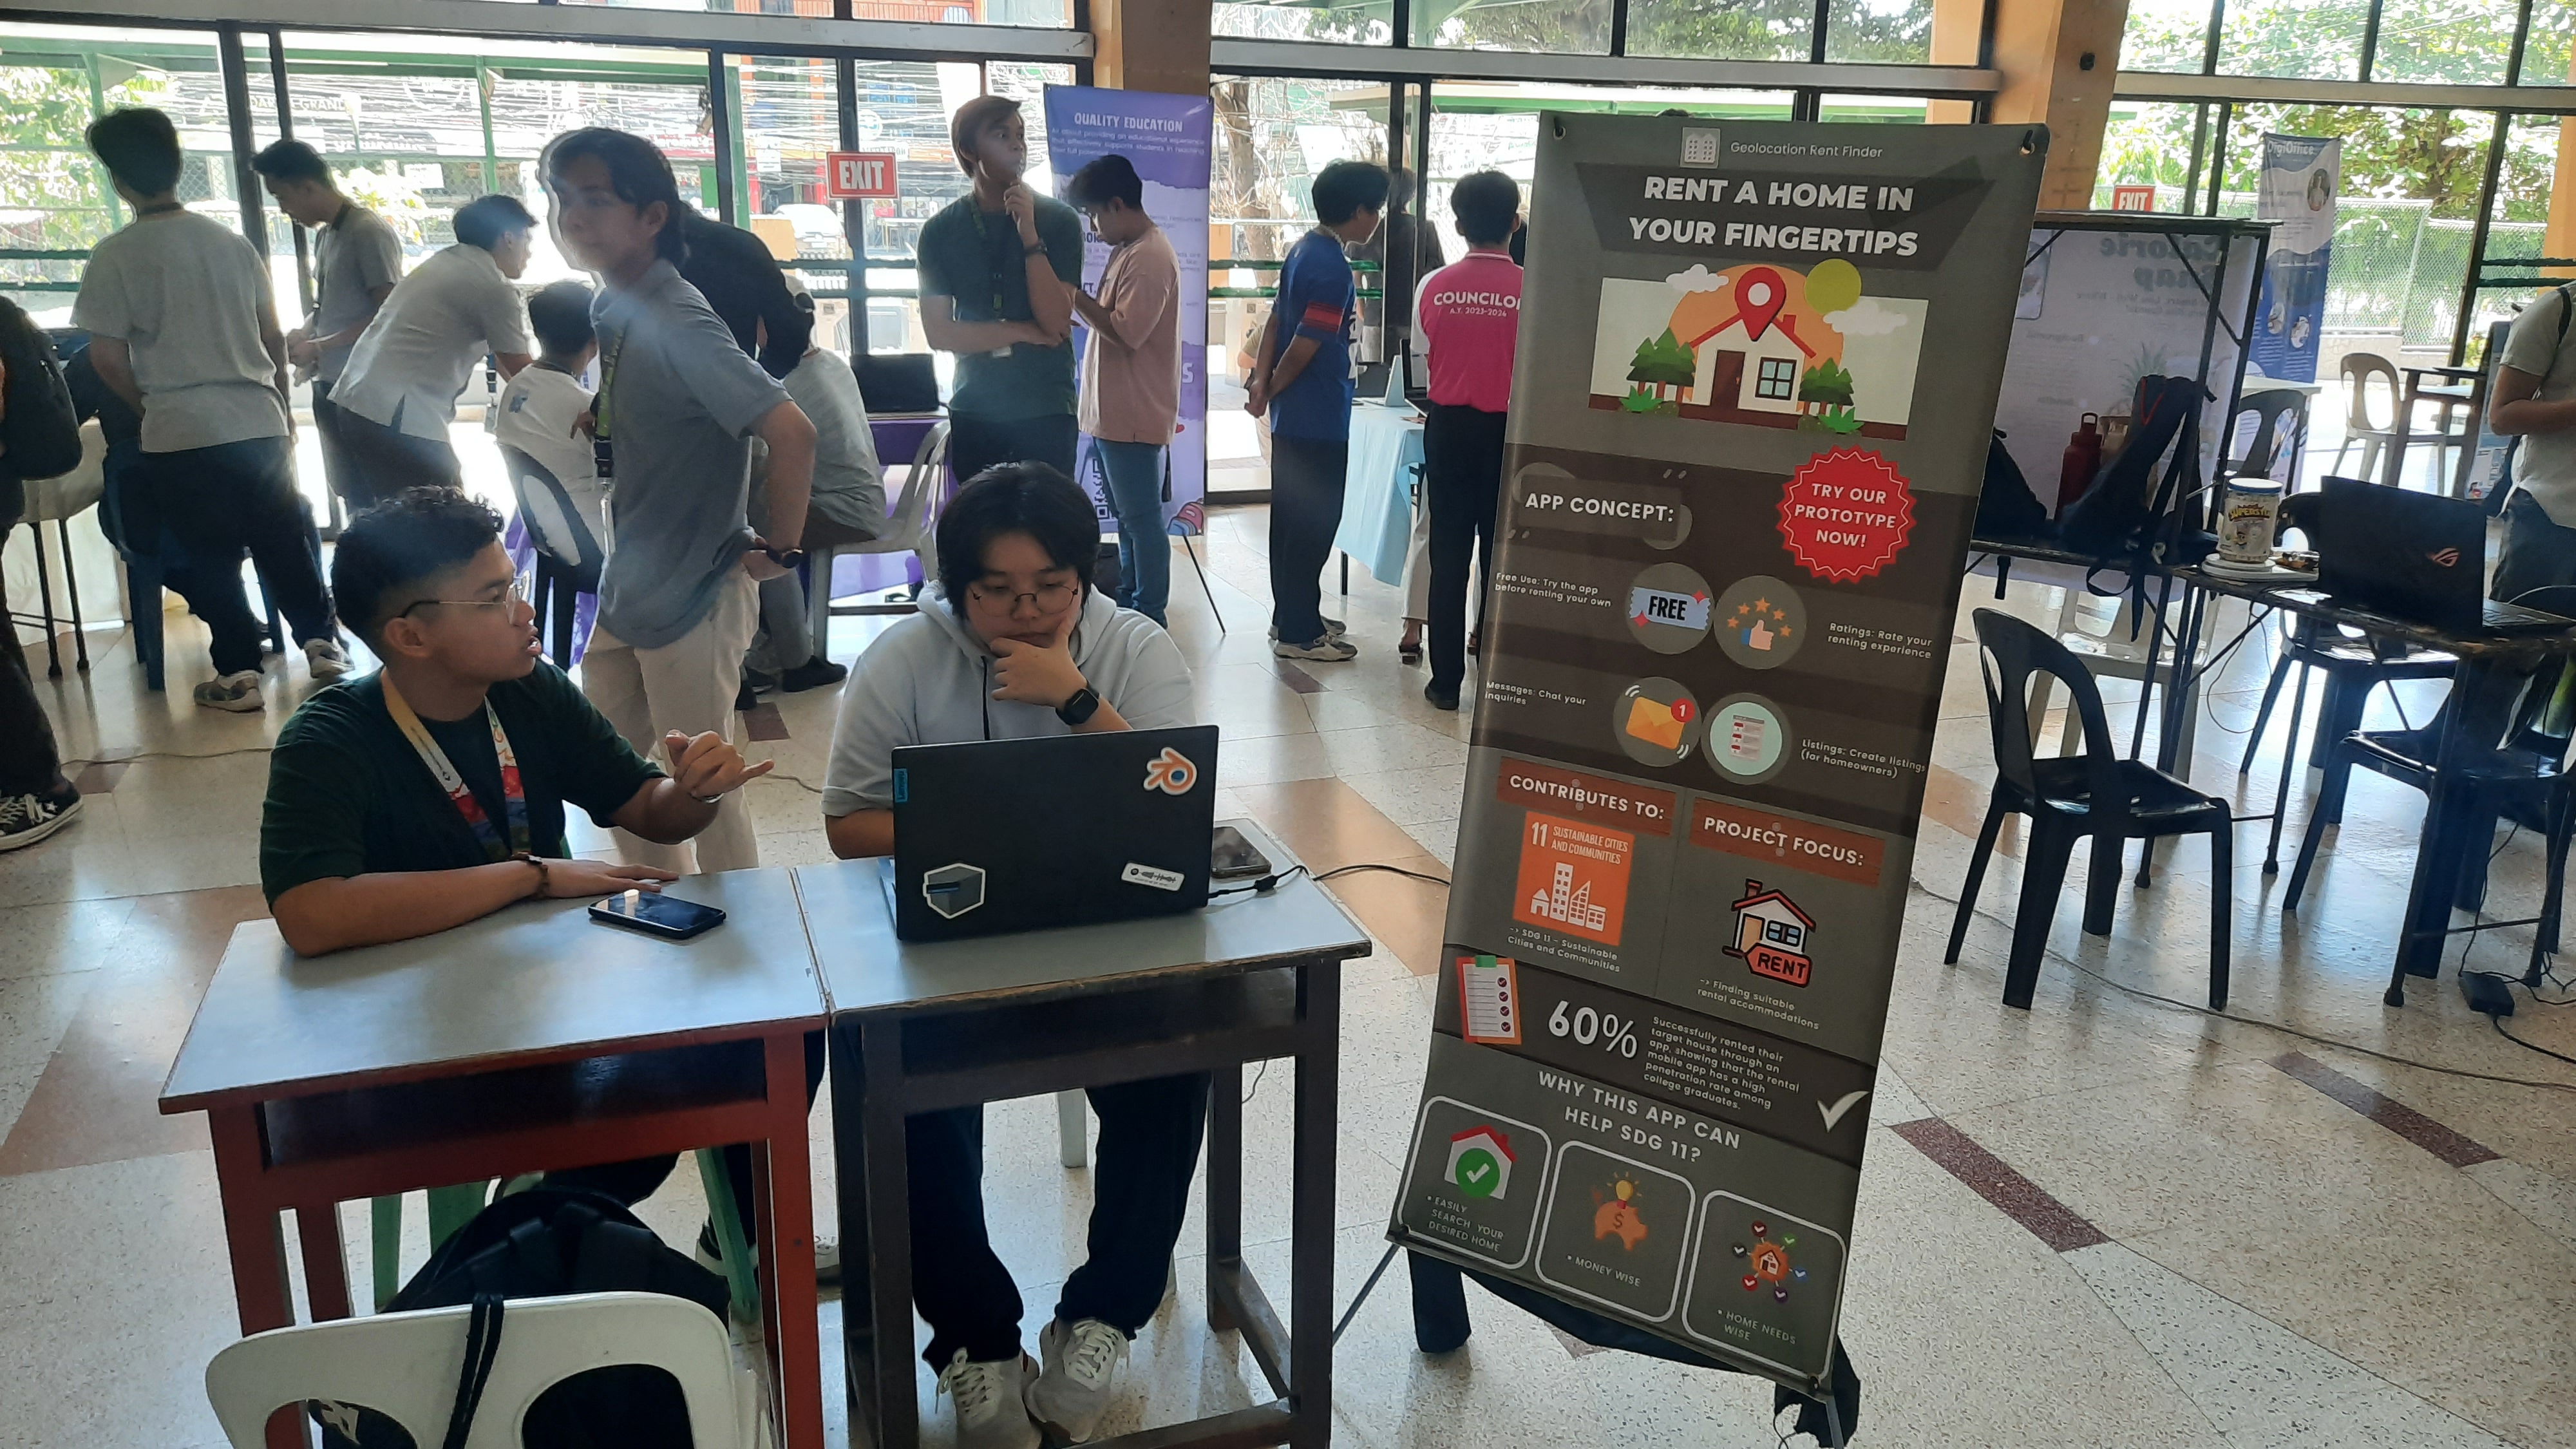 QUALITY EDUCATION
EXIT
EXIT
DigiOffice.
COUNCILO
A.Y. 2023-2024
Geolocation Rent Finder
RENT A HOME IN
YOUR FINGERTIPS
APP CONCEPT:
TRY OUR
PROTOTYPE
NOW!
Free Use: Try the app
before renting your own
FREE
Ratings: Rate your
renting experience
Messages: Chat your
inquiries
1
Listings: Create listings
(for homeowners)
CONTRIBUTES TO:
11 SUSTAINABLE CITIES
AND COMMUNITIES
-> SDG 11 - Sustainable
Cities and Communities
PROJECT FOCUS:
RENT
-> Finding suitable
rental accommodations
60%
Successfully rented their
target house through an
app, showing that the rental
mobile app has a high
penetration rate among
college graduates.
WHY THIS APP CAN
HELP SDG 11?
• EASILY
SEARCH YOUR
DESIRED HOME
$
• MONEY WISE
• HOME NEEDS
WISE
Lenovo